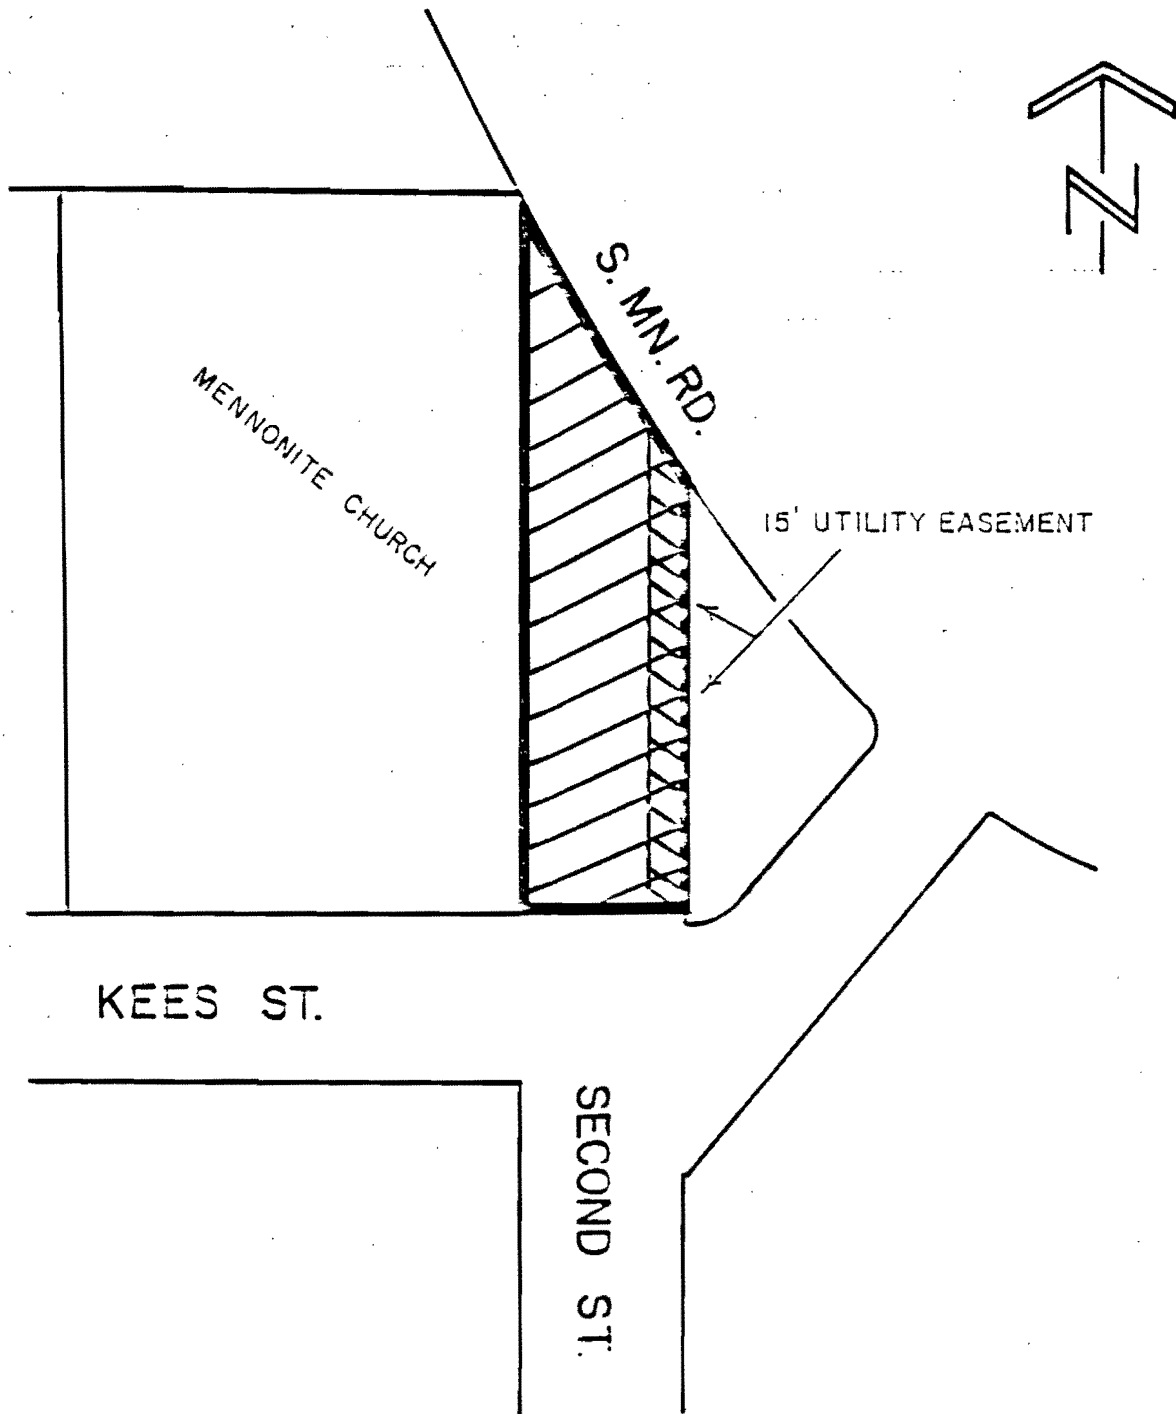 N
S. MN. RD.
MENNONITE CHURCH
15' UTILITY EASEMENT
KEES ST.
SECOND ST.